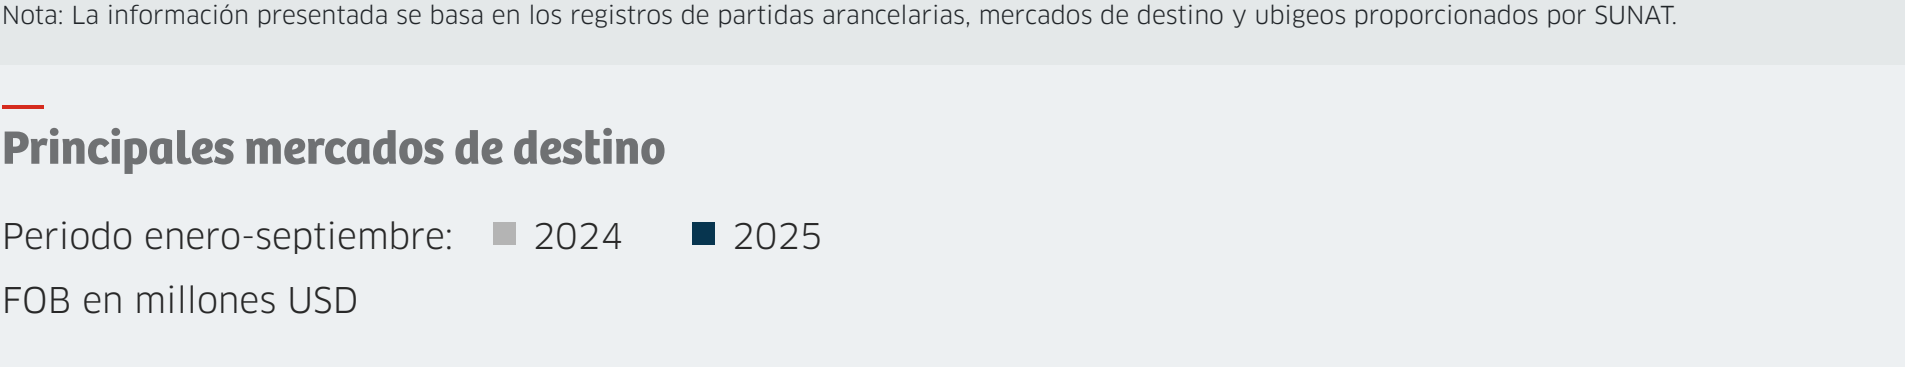 Nota: La información presentada se basa en los registros de partidas arancelarias, mercados de destino y ubigeos proporcionados por SUNAT.
Principales mercados de destino
Periodo enero-septiembre: 2024 2025
FOB en millones USD